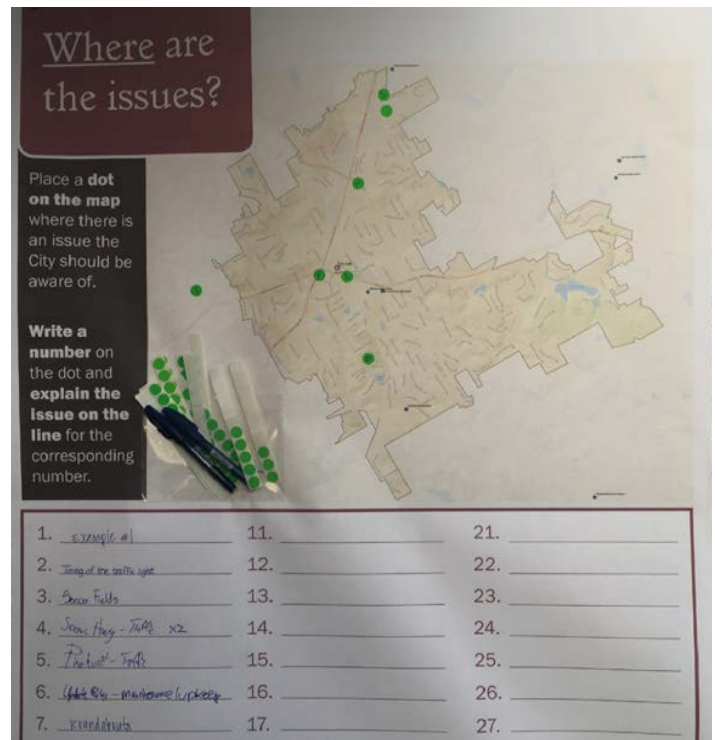 Where are
the issues?
Place a dot
on the map
where there is
an issue the
City should be
aware of.
Write a
number on
the dot and
explain the
issue on the
line for the
corresponding
number.
1. Example #1
2. Timing of the traffic light
3. Soccer Fields
4. Hwy - Traffic x2
5. - Traffic
6. - maintenance/upkeep
7. Roundabouts
11.
12.
13.
14.
15.
16.
17.
21.
22.
23.
24.
25.
26.
27.